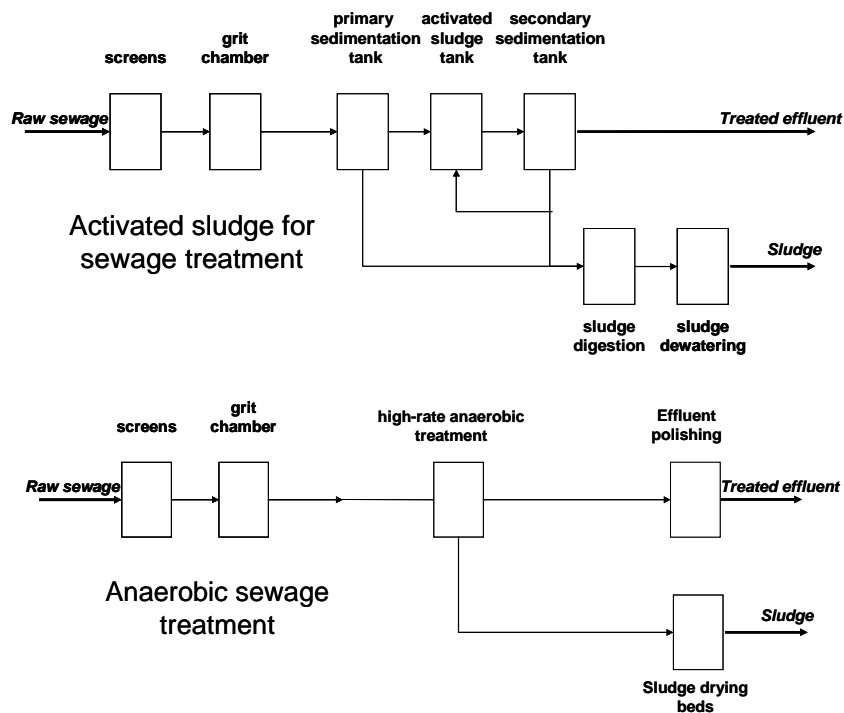 primary
sedimentation
tank
activated
sludge
tank
secondary
sedimentation
tank
grit
chamber
screens
Raw sewage
Treated effluent
Activated sludge for
sewage treatment
Sludge
sludge
digestion
sludge
dewatering
grit
chamber
screens
high-rate anaerobic
treatment
Effluent
polishing
Raw sewage
Treated effluent
Anaerobic sewage
treatment
Sludge
Sludge drying
beds